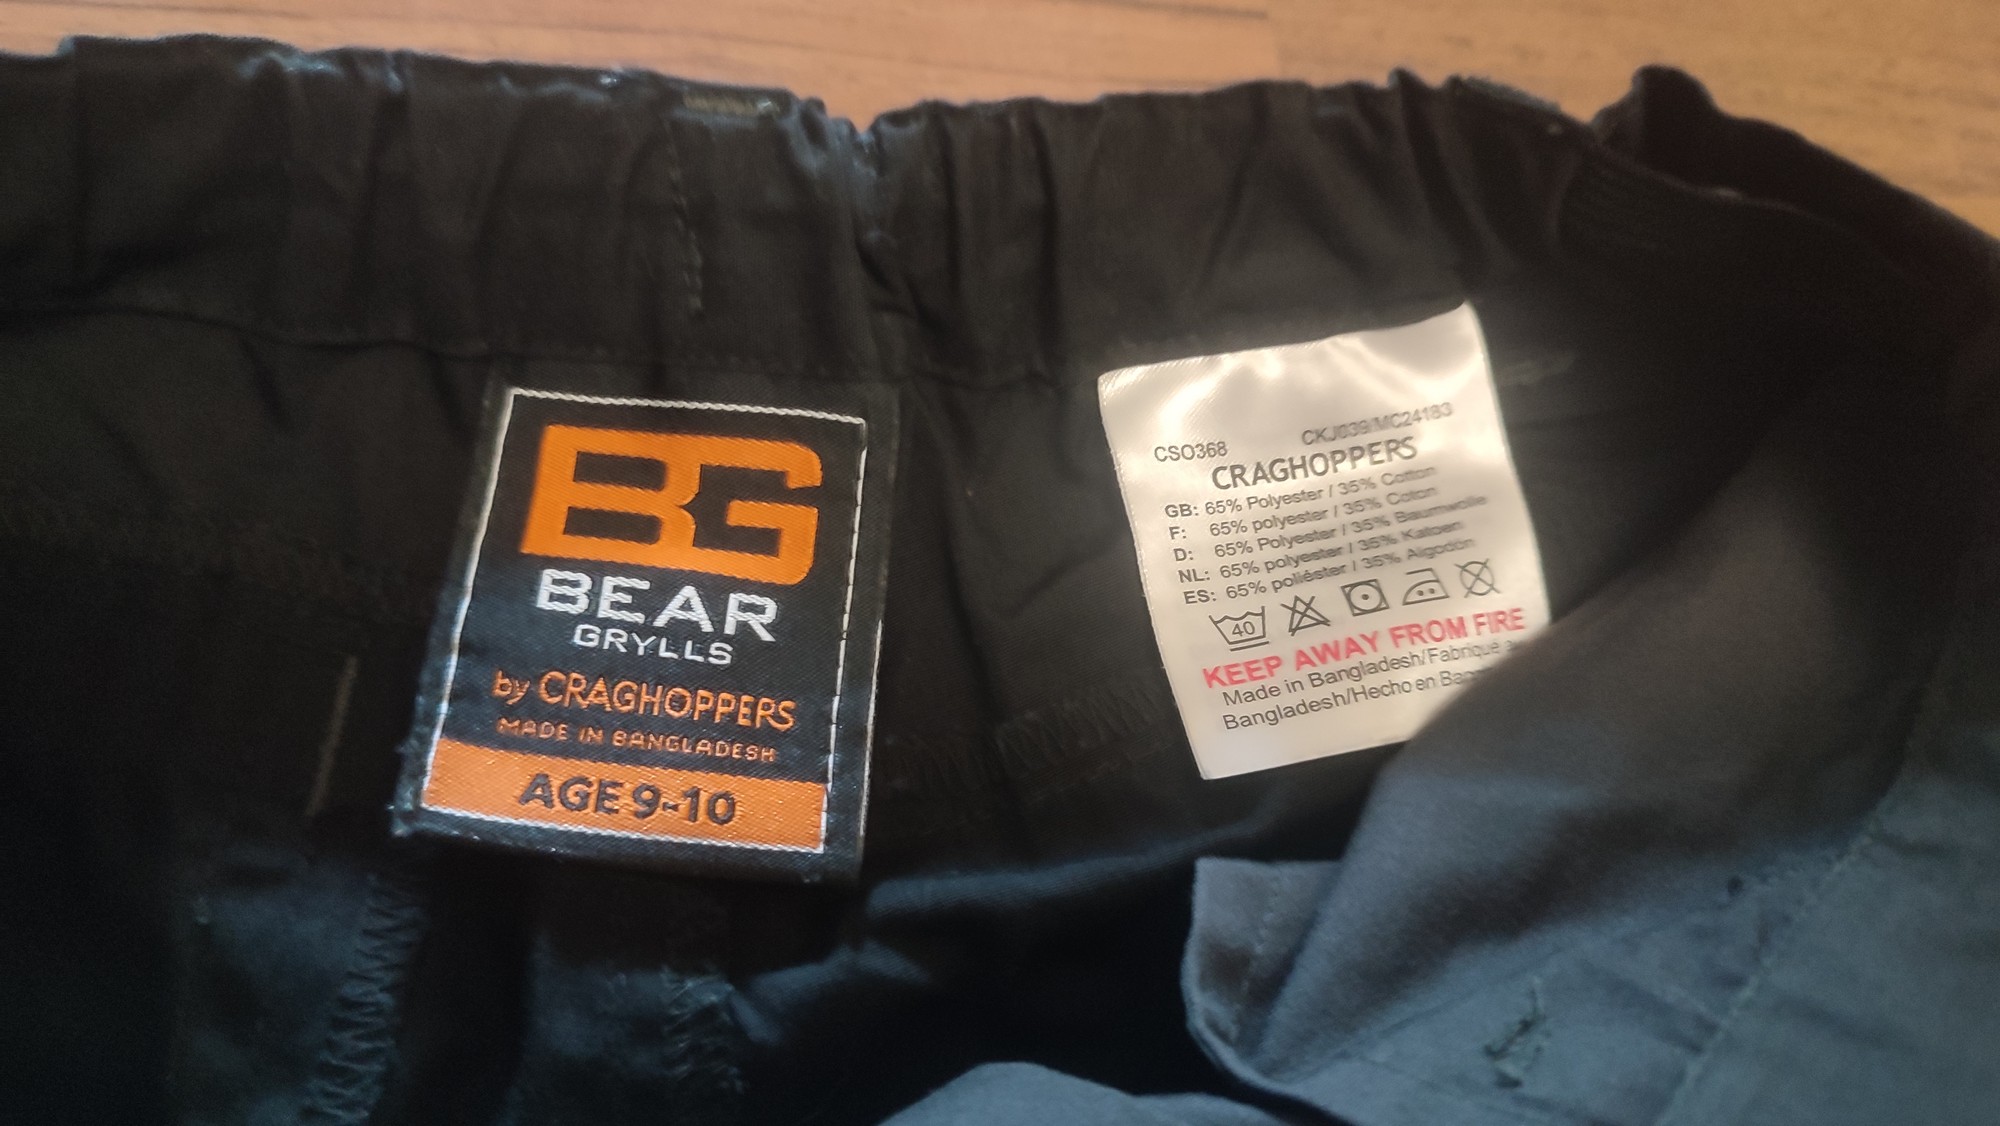 BG
BEAR
GRYLLS
by CRAGHOPPERS
MADE IN BANGLADESH
AGE 9-10
CSO368 CKJ039/MC24183
CRAGHOPPERS
GB: 65% Polyester / 35% Cotton
F: 65% polyester / 35% Coton
D: 65% Polyester / 35% Baumwolle
NL: 65% polyester / 35% Katoen
ES: 65% poliéster / 35% Algodón
40
KEEP AWAY FROM FIRE
Made in Bangladesh/Fabriqué
Bangladesh/Hecho en